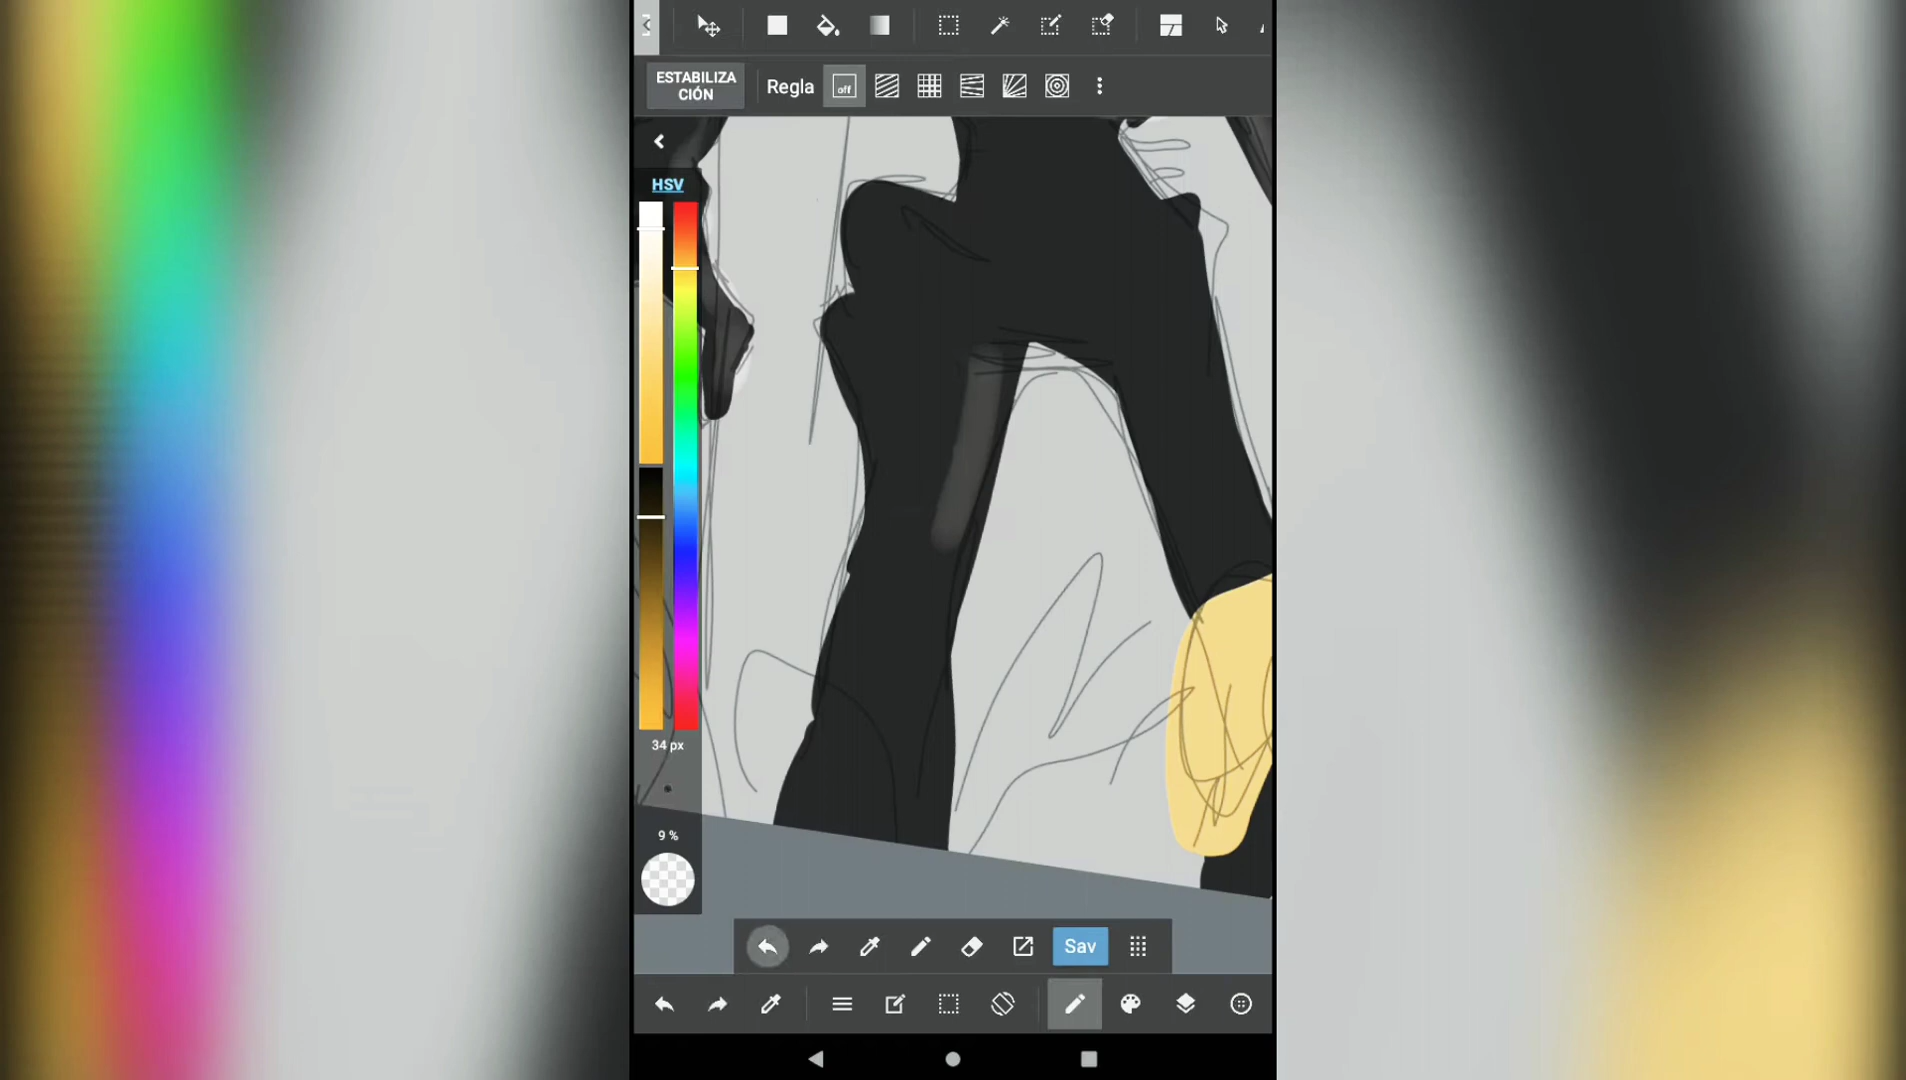 ESTABILIZA
CIÓN
Regla
off
HSV
34 px
9 %
Sav